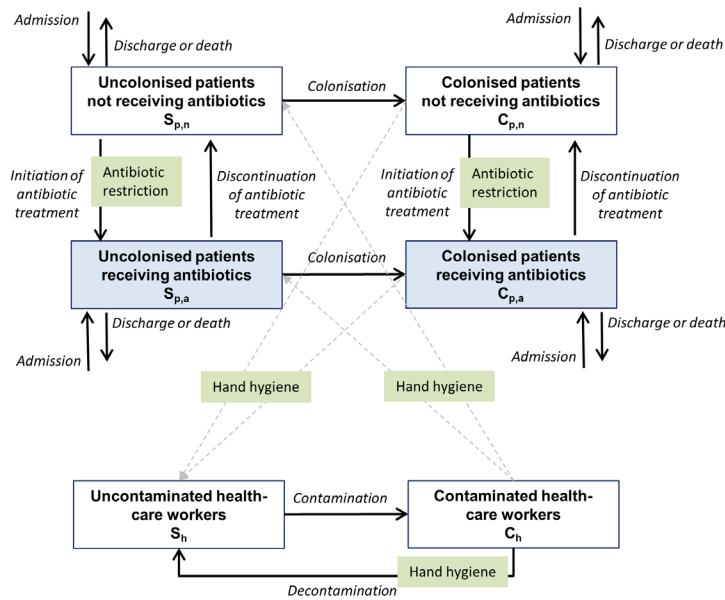 Admission
Discharge or death
Admission
Discharge or death
Uncolonised patients
not receiving antibiotics
Sp,n
Colonisation
Colonised patients
not receiving antibiotics
Cp,n
Initiation of
antibiotic
treatment
Antibiotic
restriction
Discontinuation
of antibiotic
treatment
Initiation of
antibiotic
treatment
Antibiotic
restriction
Discontinuation
of antibiotic
treatment
Uncolonised patients
receiving antibiotics
Sp,a
Colonisation
Colonised patients
receiving antibiotics
Cp,a
Discharge or death
Admission
Discharge or death
Admission
Hand hygiene
Hand hygiene
Uncontaminated health-
care workers
Sh
Contamination
Contaminated health-
care workers
Ch
Hand hygiene
Decontamination